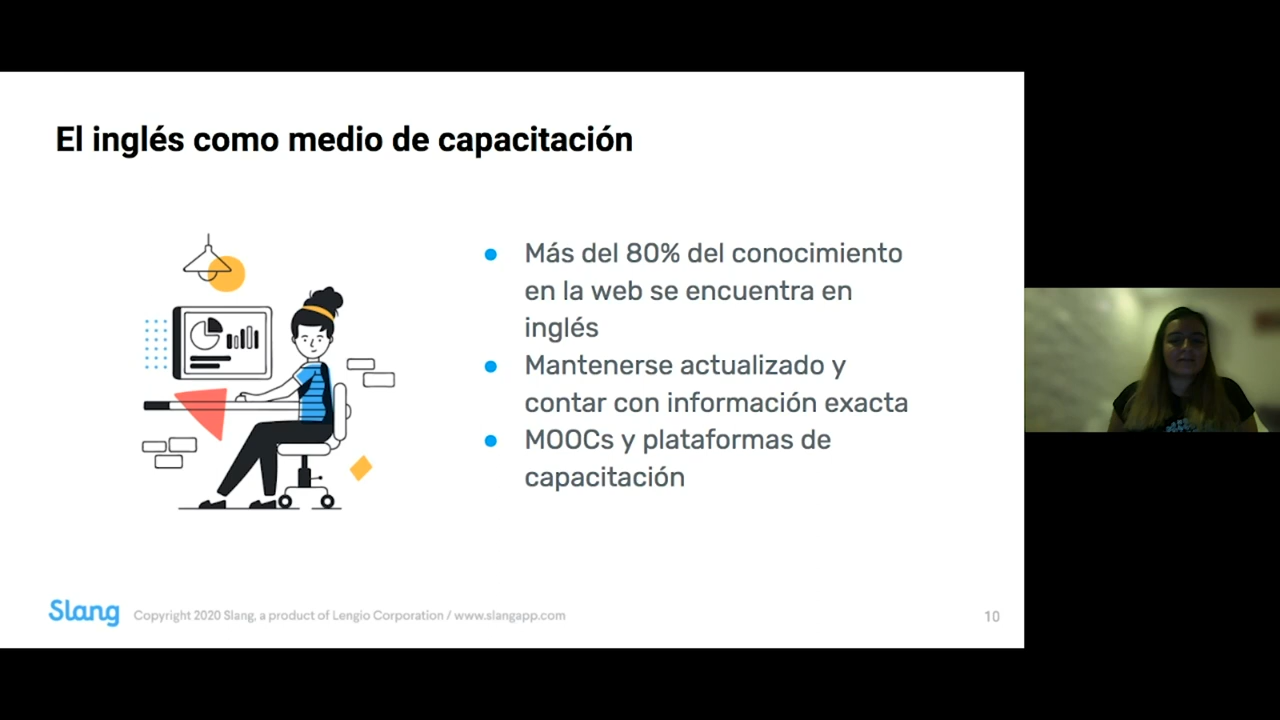 El inglés como medio de capacitación
● Más del 80% del conocimiento
en la web se encuentra en
inglés
● Mantenerse actualizado y
contar con información exacta
● MOOCs y plataformas de
capacitación
Slang Copyright 2020 Slang, a product of Lengio Corporation / www.slangapp.com 10